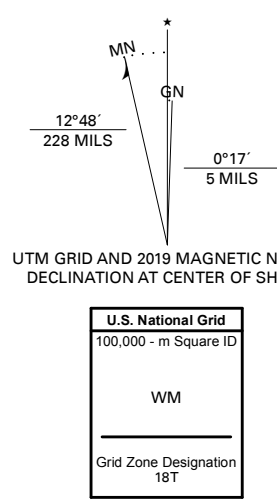 ★
MN
GN
12°48´
228 MILS
0°17´
5 MILS
UTM GRID AND 2019 MAGNETIC N
DECLINATION AT CENTER OF SH
U.S. National Grid
100,000 - m Square ID
WM
Grid Zone Designation
18T